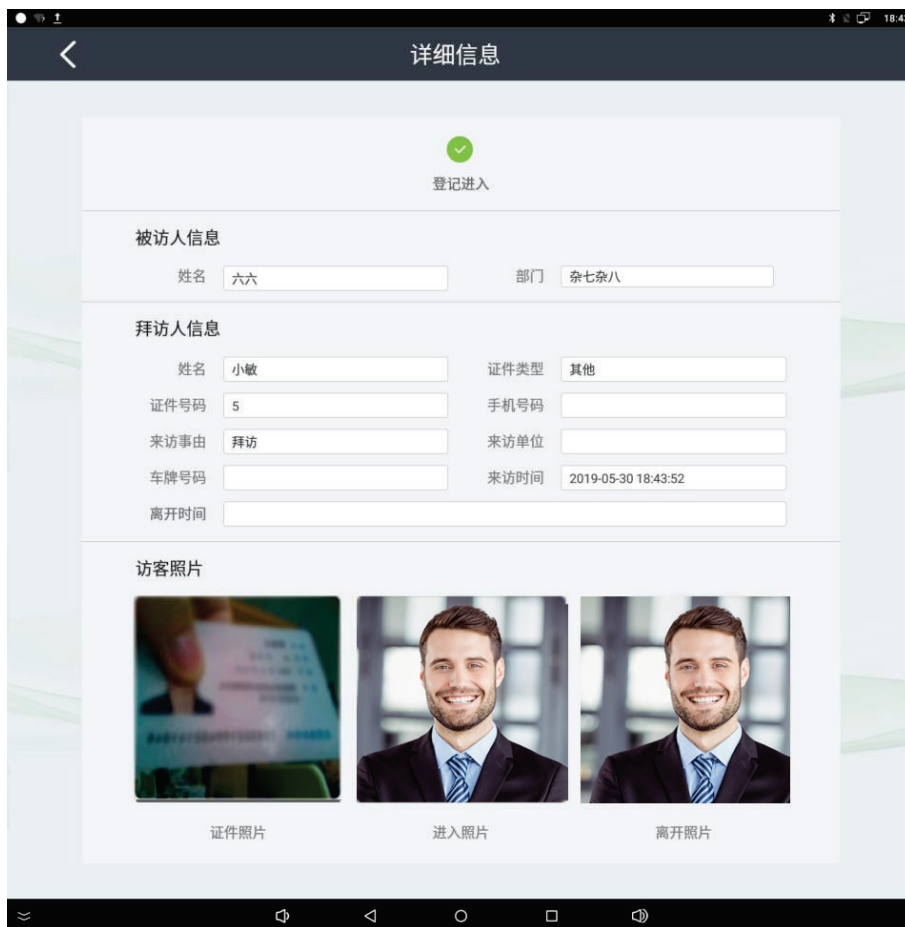 18:43
详细信息
登记进入
被访人信息
姓名 六六 部门 杂七杂八
拜访人信息
姓名 小敏 证件类型 其他
证件号码 5 手机号码
来访事由 拜访 来访单位
车牌号码 来访时间 2019-05-30 18:43:52
离开时间
访客照片
证件照片 进入照片 离开照片